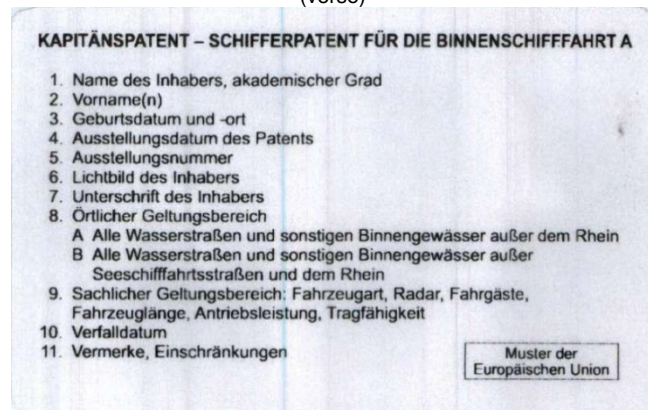 (verso)
KAPITÄNSPATENT – SCHIFFERPATENT FÜR DIE BINNENSCHIFFFAHRT A
1. Name des Inhabers, akademischer Grad
2. Vorname(n)
3. Geburtsdatum und -ort
4. Ausstellungsdatum des Patents
5. Ausstellungsnummer
6. Lichtbild des Inhabers
7. Unterschrift des Inhabers
8. Örtlicher Geltungsbereich
A Alle Wasserstraßen und sonstigen Binnengewässer außer dem Rhein
B Alle Wasserstraßen und sonstigen Binnengewässer außer
Seeschifffahrtsstraßen und dem Rhein
9. Sachlicher Geltungsbereich: Fahrzeugart, Radar, Fahrgäste,
Fahrzeuglänge, Antriebsleistung, Tragfähigkeit
10. Verfalldatum
11. Vermerke, Einschränkungen
Muster der
Europäischen Union